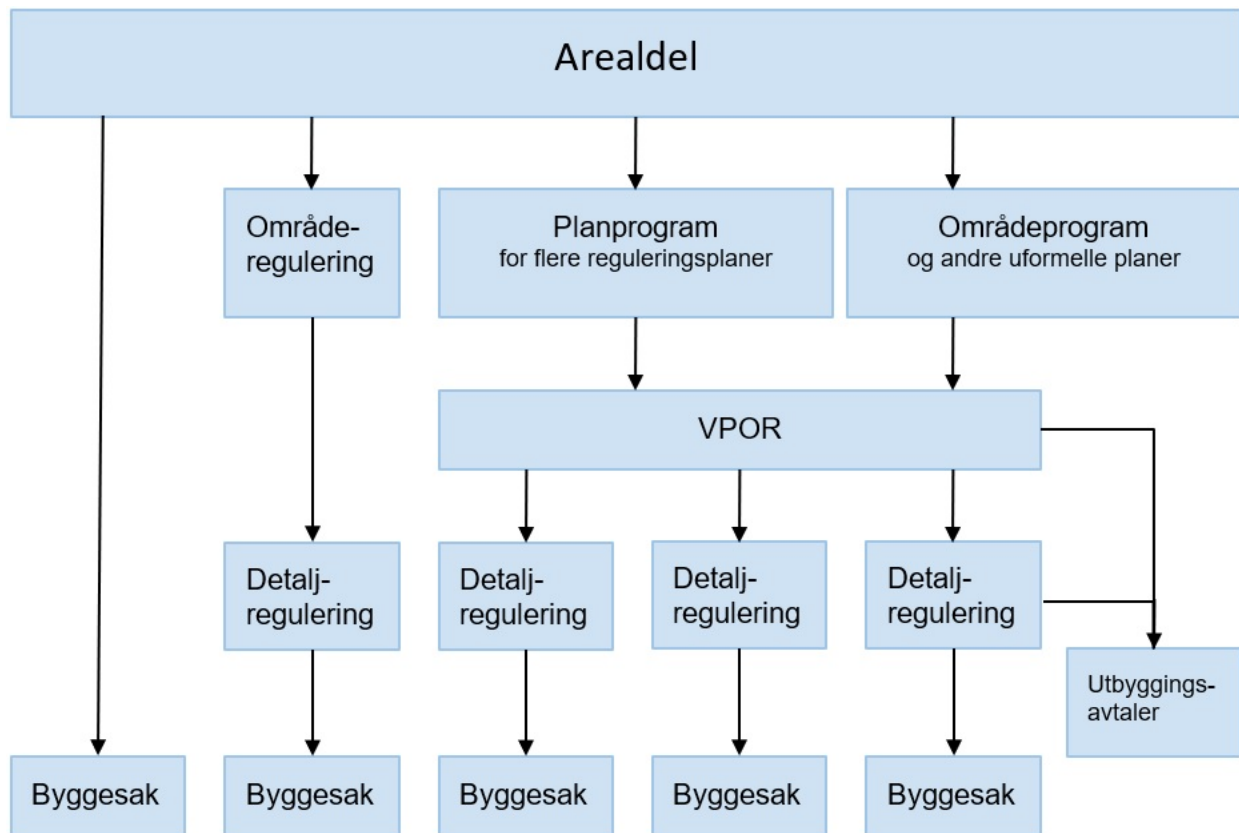 Arealdel
Område-
regulering
Planprogram
for flere reguleringsplaner
Områdeprogram
og andre uformelle planer
VPOR
Detalj-
regulering
Detalj-
regulering
Detalj-
regulering
Detalj-
regulering
Utbyggings-
avtaler
Byggesak
Byggesak
Byggesak
Byggesak
Byggesak